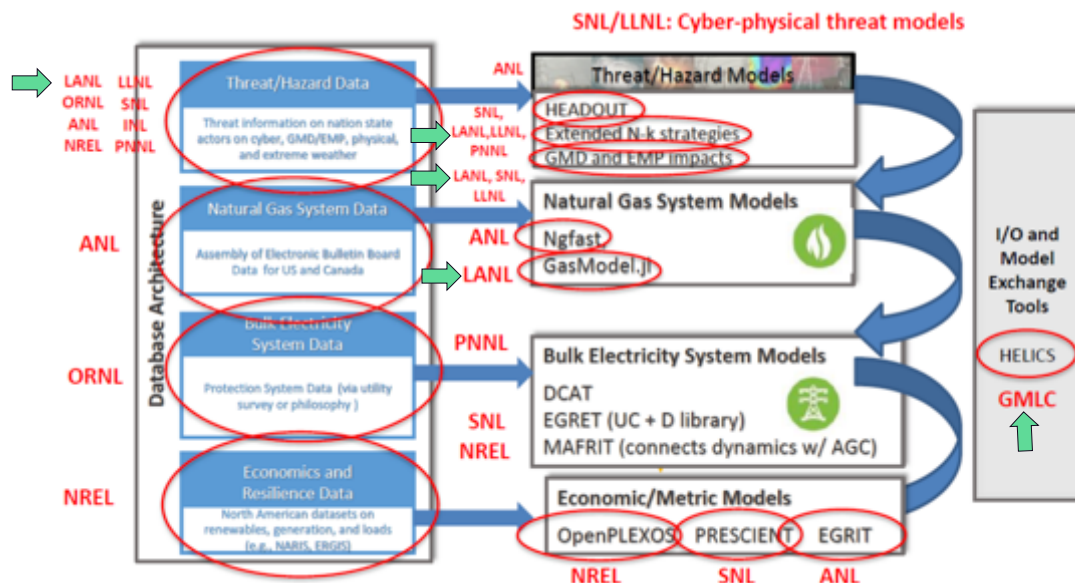 SNL/LLNL: Cyber-physical threat models
LANL LLNL
ORNL SNL
ANL INL
NREL PNNL
ANL
ORNL
NREL
Database Architecture
Threat/Hazard Data
Threat information on nation state
actors on cyber, GMD/EMP, physical,
and extreme weather
Natural Gas System Data
Assembly of Electronic Bulletin Board
Data for US and Canada
Bulk Electricity
System Data
Protection System Data (via utility
survey or philosophy )
Economics and
Resilience Data
North American datasets on
renewables, generation, and loads
(e.g., NARIS, ERGIS)
ANL
SNL,
LANL,LLNL,
PNNL
LANL, SNL,
LLNL
ANL
LANL
PNNL
SNL
NREL
Threat/Hazard Models
HEADOUT
Extended N-k strategies
GMD and EMP impacts
Natural Gas System Models
Ngfast
GasModel.jl
Bulk Electricity System Models
DCAT
EGRET (UC + D library)
MAFRIT (connects dynamics w/ AGC)
Economic/Metric Models
OpenPLEXOS PRESCIENT EGRIT
NREL SNL ANL
I/O and
Model
Exchange
Tools
HELICS
GMLC